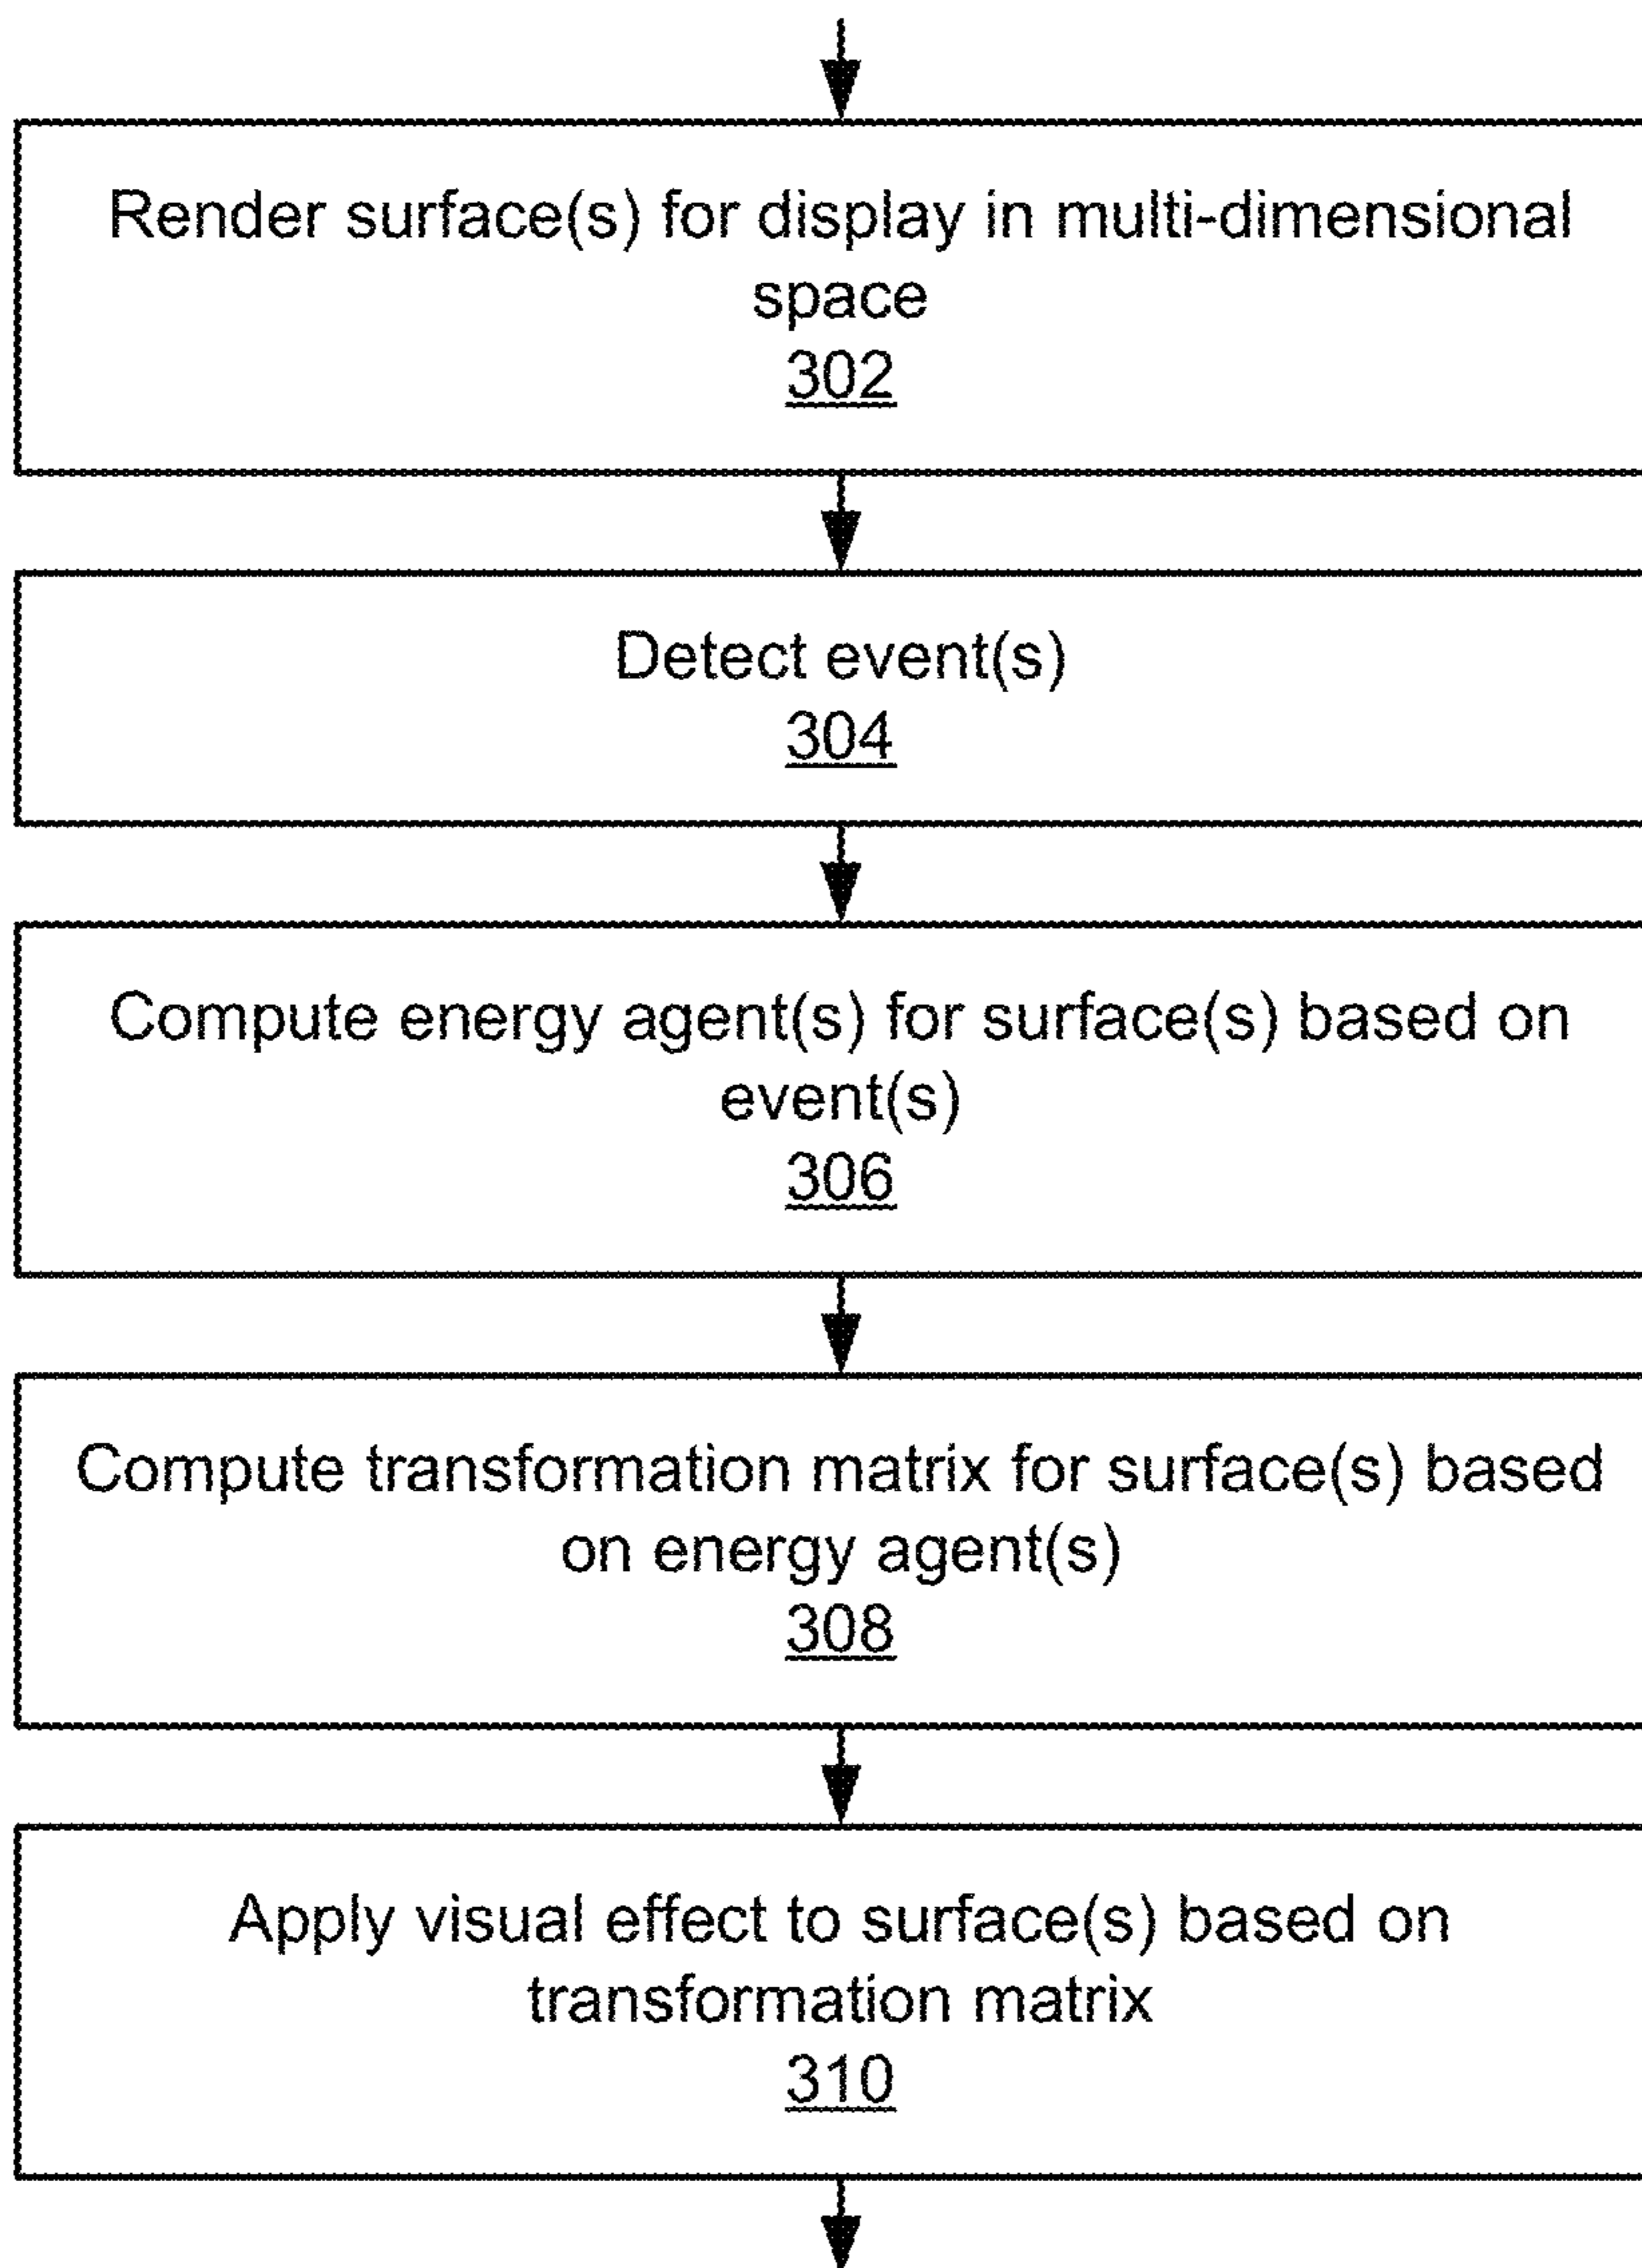 Render surface(s) for display in multi-dimensional
space
302
Detect event(s)
304
Compute energy agent(s) for surface(s) based on
event(s)
306
Compute transformation matrix for surface(s) based
on energy agent(s)
308
Apply visual effect to surface(s) based on
transformation matrix
310